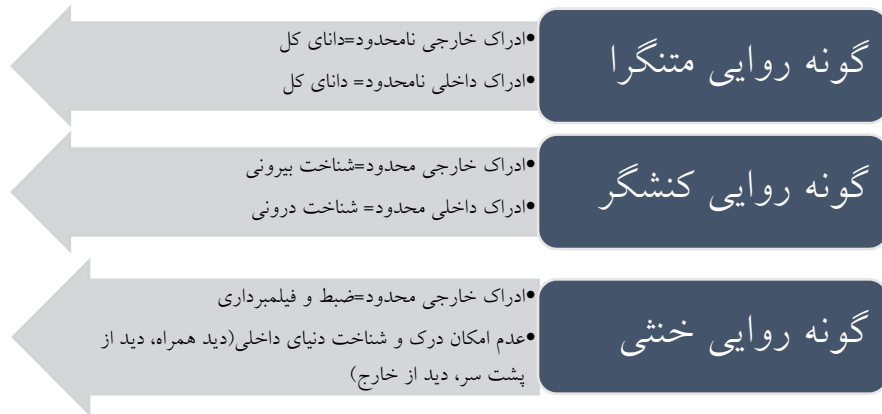 گونه روایی متنگرا
•ادراک خارجی نامحدود=دانای کل
•ادراک داخلی نامحدود= دانای کل
گونه روایی کنشگر
•ادراک خارجی محدود=شناخت بیرونی
•ادراک داخلی محدود= شناخت درونی
گونه روایی خنثی
•ادراک خارجی محدود=ضبط و فیلمبرداری
•عدم امکان درک و شناخت دنیای داخلی(دید همراه، دید از
پشت سر، دید از خارج)